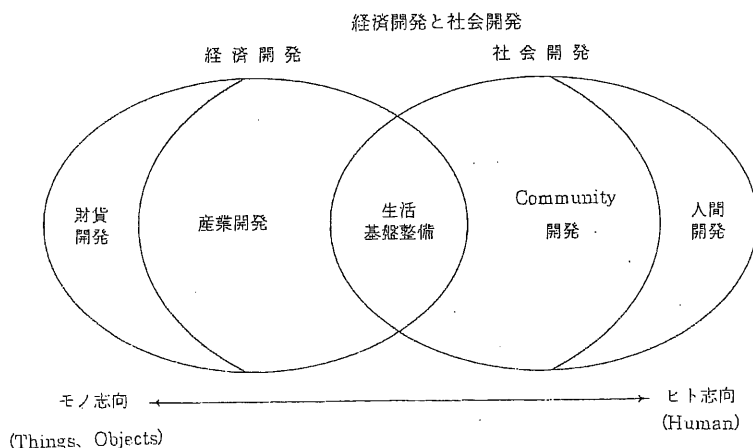 経済開発と社会開発
経済開発
社会開発
財貨
開発
産業開発
生活
基盤整備
Community
開発
人間
開発
モノ志向
ヒト志向
(Things、Objects)
(Human)